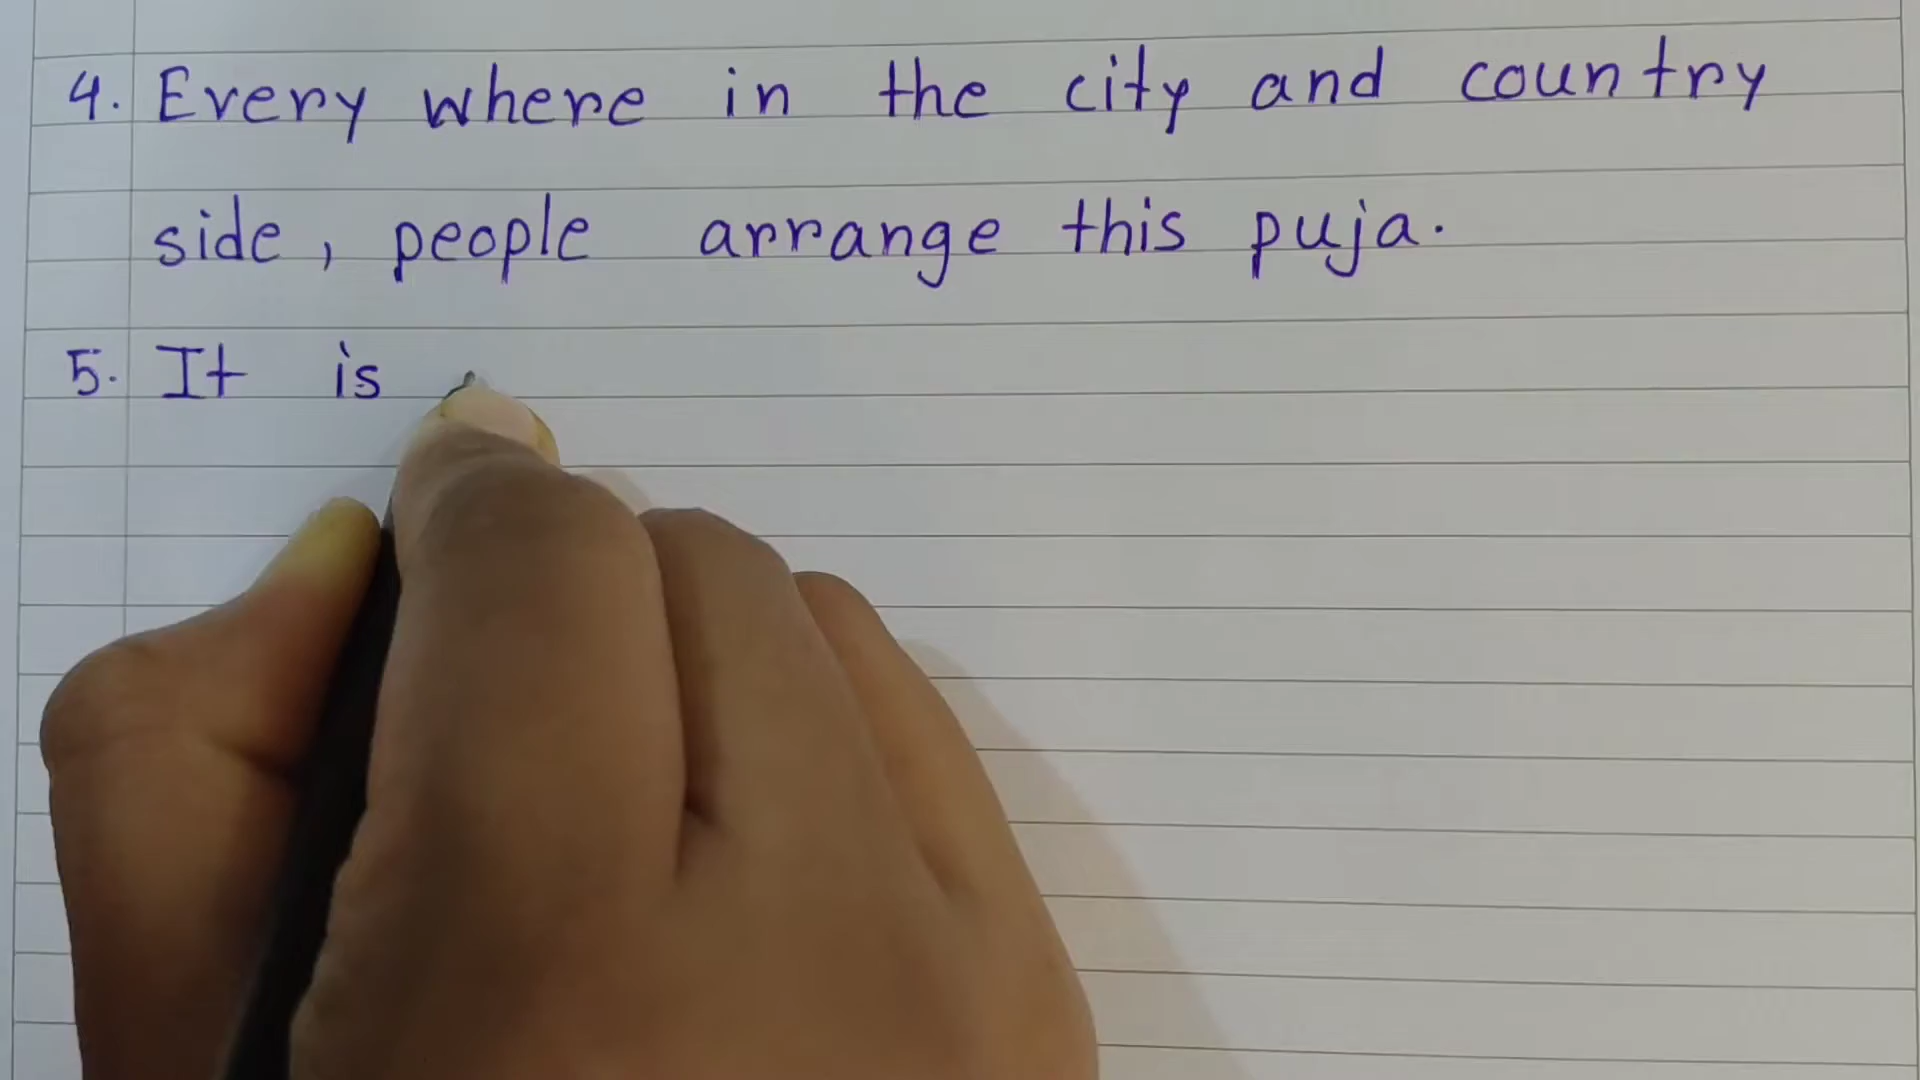 4. Every where in the city and country
side, people arrange this puja.
5. It is